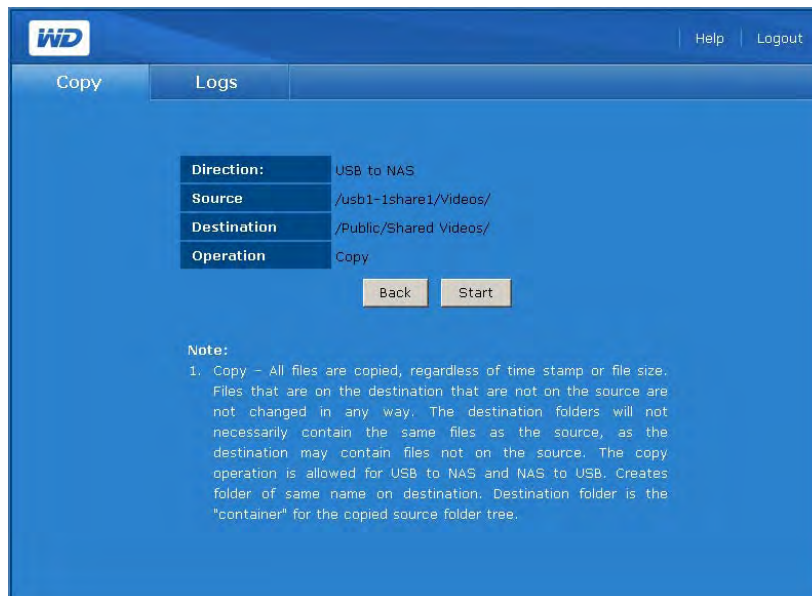 WD
Help Logout
Copy Logs
Direction: USB to NAS
Source /usb1-1share1/Videos/
Destination /Public/Shared Videos/
Operation Copy
Back Start
Note:
1. Copy – All files are copied, regardless of time stamp or file size.
Files that are on the destination that are not on the source are
not changed in any way. The destination folders will not
necessarily contain the same files as the source, as the
destination may contain files not on the source. The copy
operation is allowed for USB to NAS and NAS to USB. Creates
folder of same name on destination. Destination folder is the
"container" for the copied source folder tree.